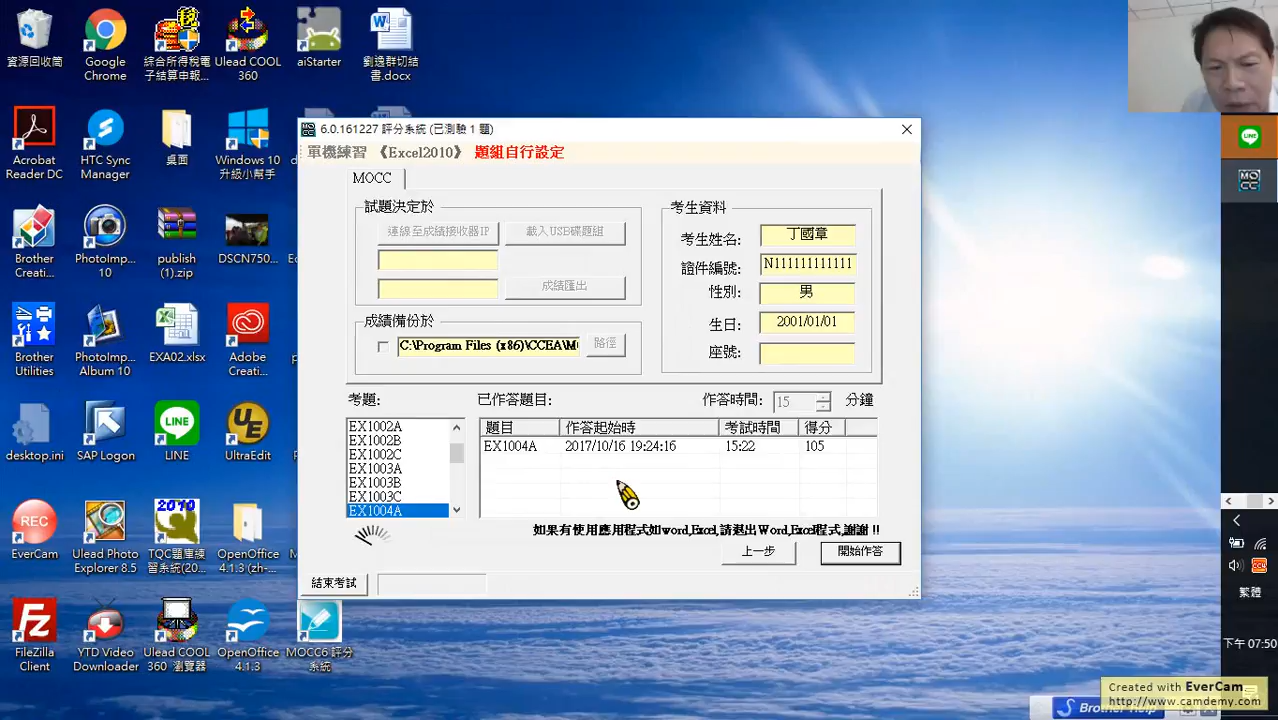 資源回收筒
Google
Chrome
綜合所得稅電
子結算申報...
Ulead COOL
360
aiStarter
劉逸群切結
書.docx
Acrobat
Reader DC
HTC Sync
Manager
桌面
Windows 10
升級小幫手
Brother
Creati...
PhotoImp...
10
publish
(1).zip
DSCN750...
Brother
Utilities
PhotoImp...
Album 10
EXA02.xlsx
Adobe
Creati...
desktop.ini
SAP Logon
LINE
UltraEdit
REC
EverCam
Ulead Photo
Explorer 8.5
2010
TQC題庫練
習系統(20...
OpenOffice
4.1.3 (zh-...
FileZilla
Client
YTD Video
Downloader
Ulead COOL
360 瀏覽器
OpenOffice
4.1.3
MOCC6 評分
系統
6.0.161227 評分系統 (已測驗 1 題)
單機練習 《Excel2010》 題組自行設定
MOCC
試題決定於
連線至成績接收器IP
載入USB碟題組
成績匯出
成績備份於
C:\Program Files (x86)\CCEA\M
路徑
考生資料
考生姓名: 丁國章
證件編號: N111111111111
性別: 男
生日: 2001/01/01
座號:
考題:
EX1002A
EX1002B
EX1002C
EX1003A
EX1003B
EX1003C
EX1004A
已作答題目:
作答時間: 15 分鐘
題目 作答起始時 考試時間 得分
EX1004A 2017/10/16 19:24:16 15:22 105
如果有使用應用程式如word,Excel,請退出Word,Excel程式,謝謝 !!
上一步
開始作答
結束考試
LINE
MOCC
繁體
下午 07:50
Brother Help
Created with EverCam
http://www.camdemy.com